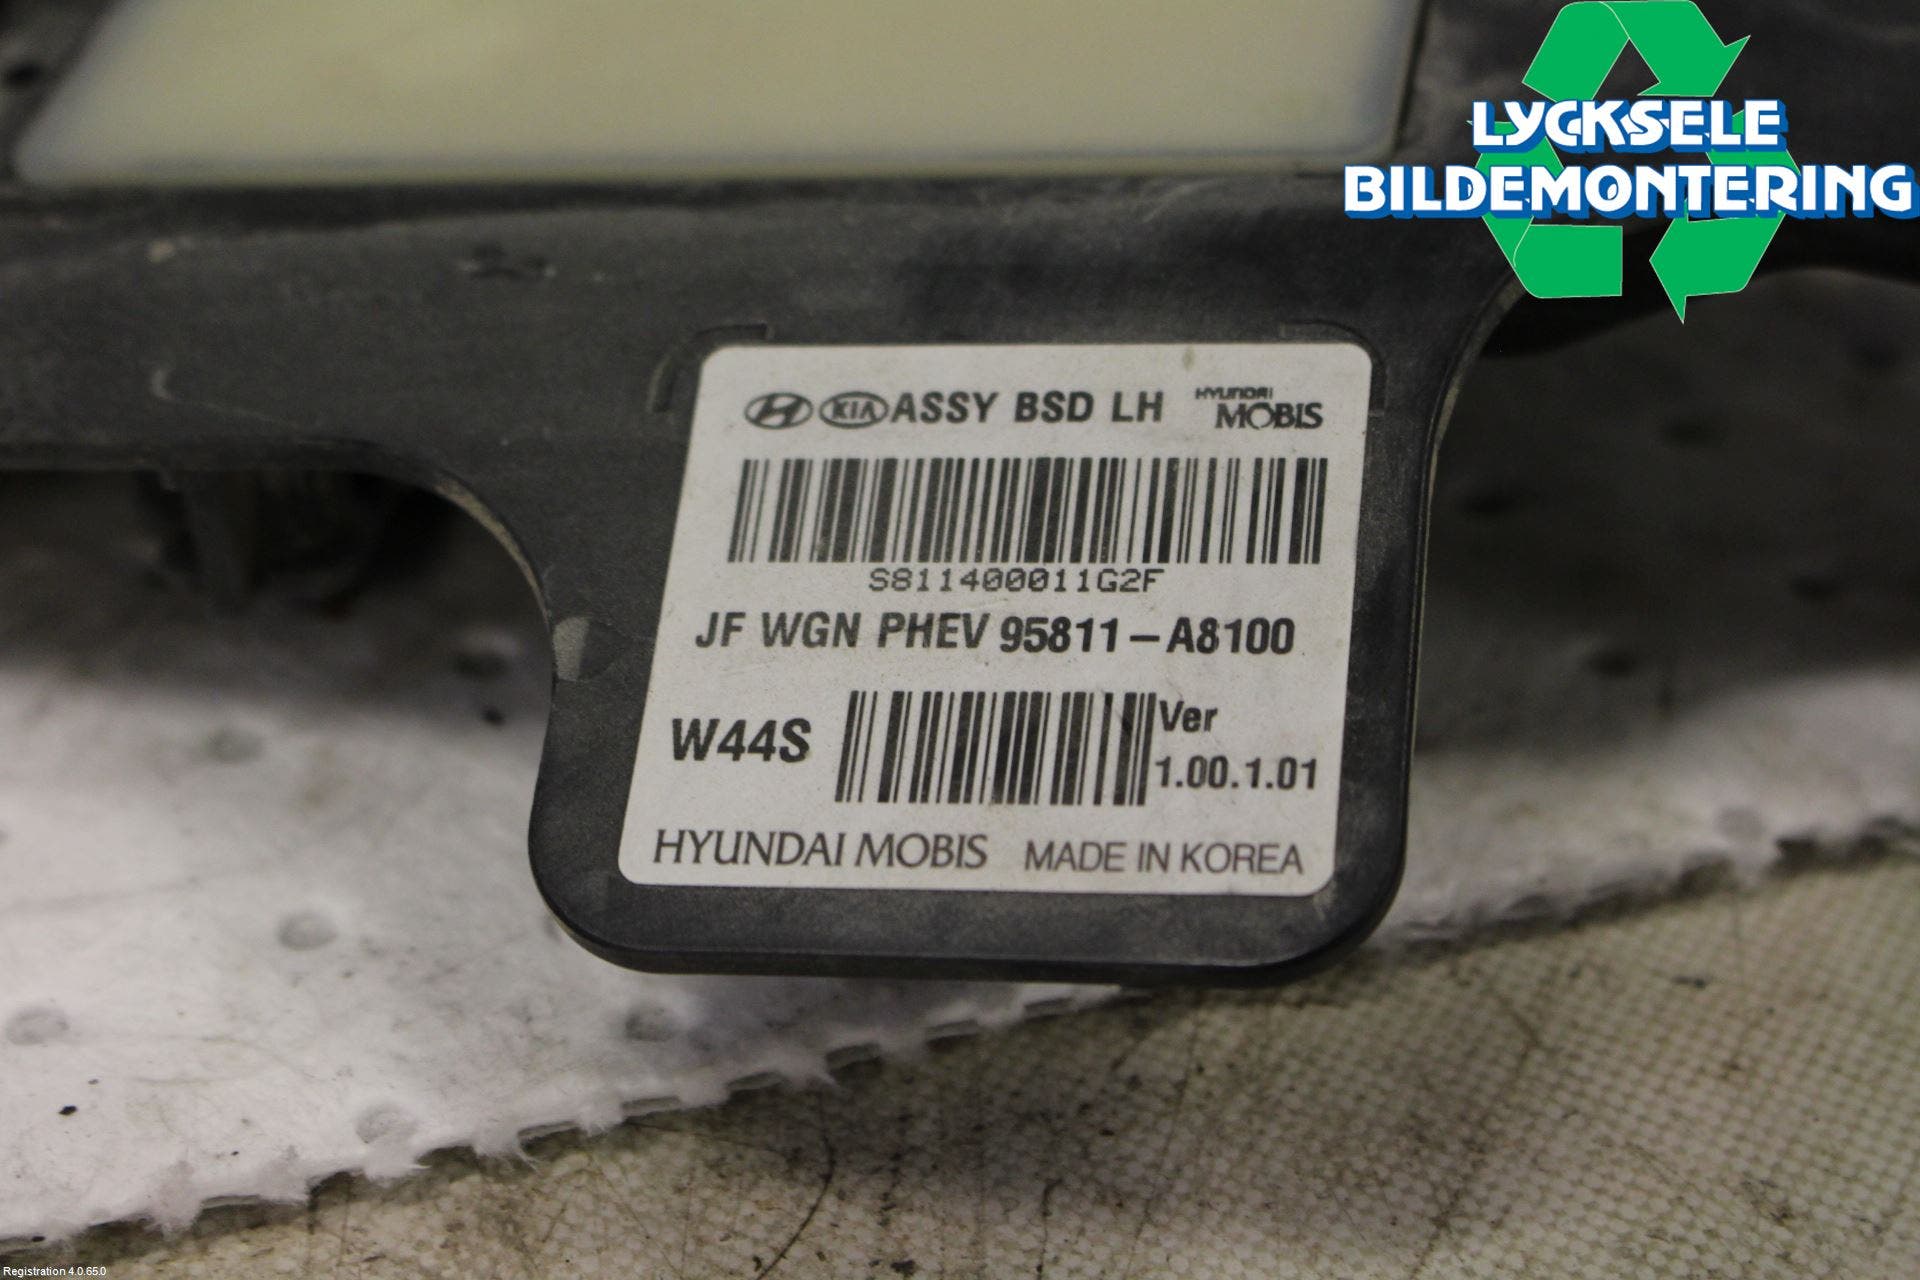 LYCKSELE
BILDEMONTERING
KIA ASSY BSD LH HYUNDAI MOBIS
S811400011G2F
JF WGN PHEV 95811-A8100
W44S Ver
1.00.1.01
HYUNDAI MOBIS MADE IN KOREA
Registration 4.0.65.0